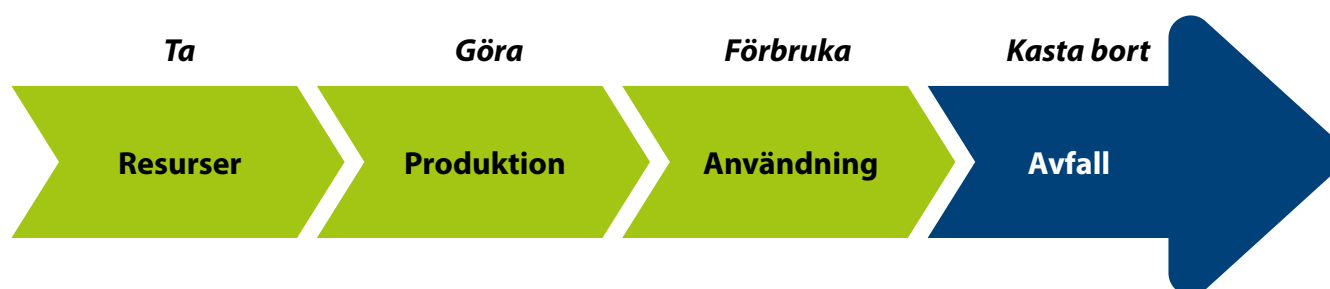 Ta Göra Förbruka Kasta bort
Resurser Produktion Användning Avfall